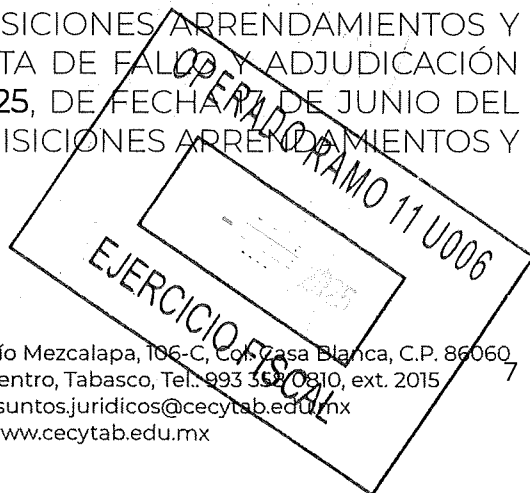 SICIONES ARRENDAMIENTOS Y
TA DE FALLO Y ADJUDICACIÓN
25, DE FECHA DE JUNIO DEL
ISICIONES ARRENDAMIENTOS Y
OPERADO RAMO 11 U006
2025
EJERCICIO FISCAL
ío Mezcalapa, 106-C, Col. Casa Blanca, C.P. 86060,
entro, Tabasco, Tel.: 993 358 0810, ext. 2015
suntos.juridicos@cecytab.edu.mx
ww.cecytab.edu.mx
7